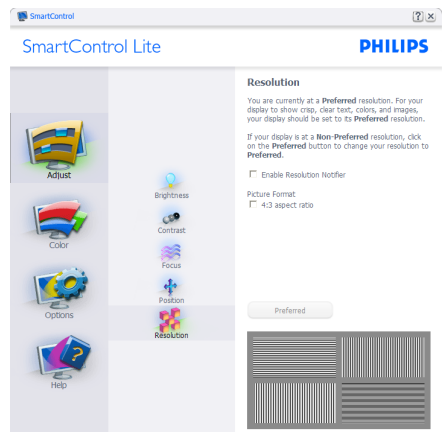 SmartControl
? ×
SmartControl Lite
PHILIPS
Adjust
Color
Options
Help
Brightness
Contrast
Focus
Position
Resolution
Resolution
You are currently at a Preferred resolution. For your
display to show crisp, clear text, colors, and images,
your display should be set to its Preferred resolution.
If your display is at a Non-Preferred resolution, click
on the Preferred button to change your resolution to
Preferred.
Enable Resolution Notifier
Picture Format
4:3 aspect ratio
Preferred